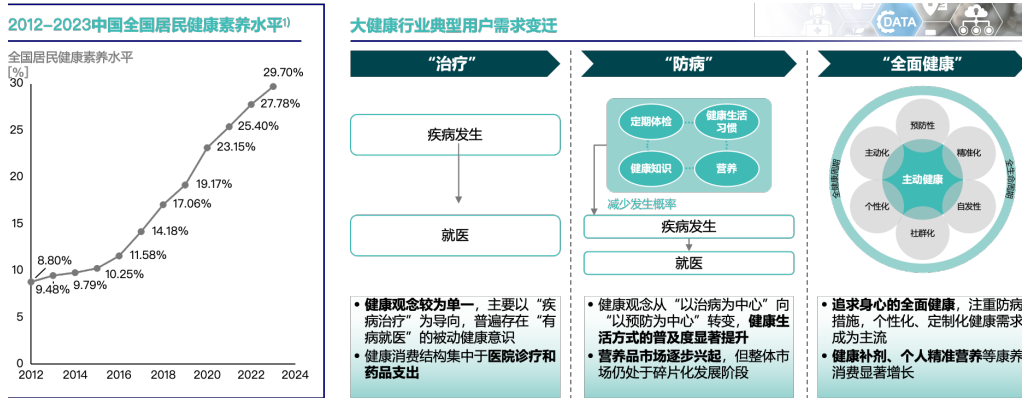 2012-2023中国全国居民健康素养水平1)
全国居民健康素养水平
[%]
30
25
20
15
10
5
0
8.80%
9.48%
9.79%
10.25%
11.58%
14.18%
17.06%
19.17%
23.15%
25.40%
27.78%
29.70%
2012
2014
2016
2018
2020
2022
2024
大健康行业典型用户需求变迁
DATA
“治疗”
疾病发生
就医
• 健康观念较为单一，主要以“疾
病治疗”为导向，普遍存在“有
病就医”的被动健康意识
• 健康消费结构集中于医院诊疗和
药品支出
“防病”
定期体检
健康生活
习惯
健康知识
营养
减少发生概率
疾病发生
就医
• 健康观念从“以治病为中心”向
“以预防为中心”转变，健康生
活方式的普及度显著提升
• 营养品市场逐步兴起，但整体市
场仍处于碎片化发展阶段
“全面健康”
预防性
主动化
精准化
主动健康
个性化
自发性
社群化
全健康周期
全生命周期
• 追求身心的全面健康，注重防病
措施，个性化、定制化健康需求
成为主流
• 健康补剂、个人精准营养等康养
消费显著增长